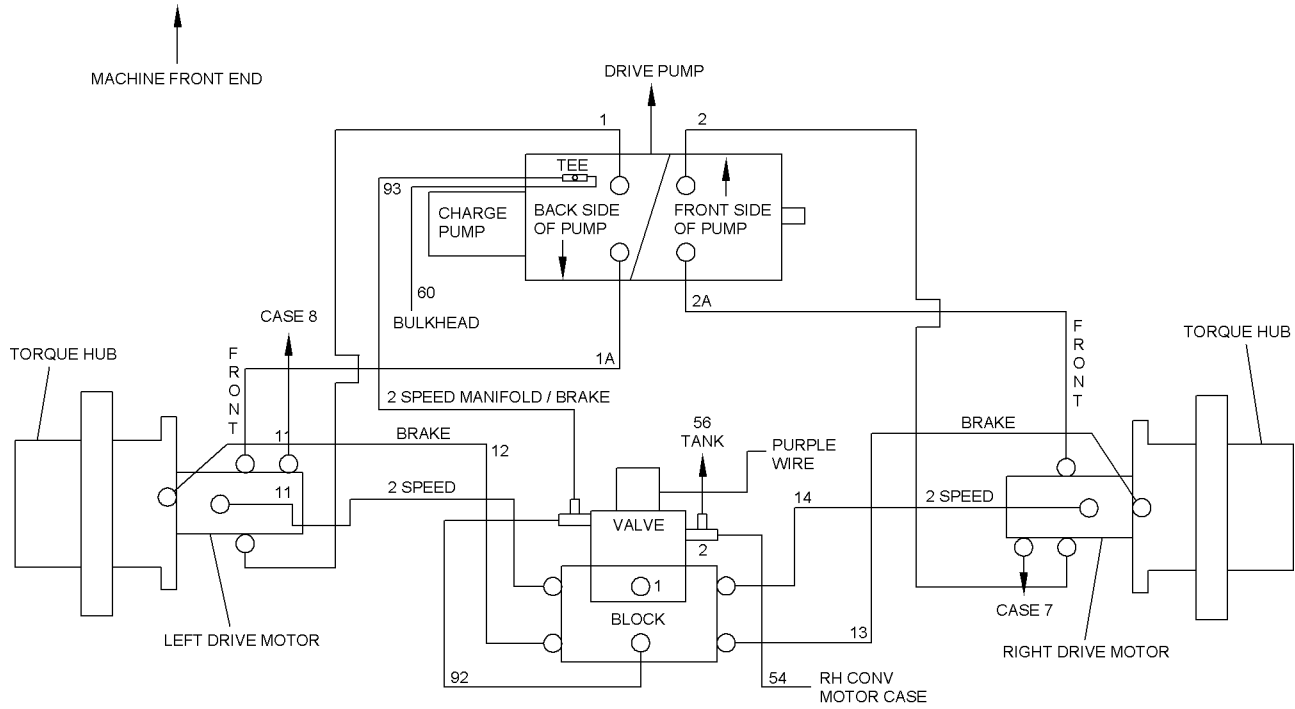 MACHINE FRONT END
DRIVE PUMP
1
2
TEE
93
CHARGE
PUMP
BACK SIDE
OF PUMP
FRONT SIDE
OF PUMP
60
BULKHEAD
2A
CASE 8
1A
FRONT
FRONT
TORQUE HUB
TORQUE HUB
2 SPEED MANIFOLD / BRAKE
11
BRAKE
12
56
TANK
PURPLE
WIRE
BRAKE
11
2 SPEED
14
2 SPEED
VALVE
2
1
BLOCK
CASE 7
13
LEFT DRIVE MOTOR
RIGHT DRIVE MOTOR
92
54
RH CONV
MOTOR CASE